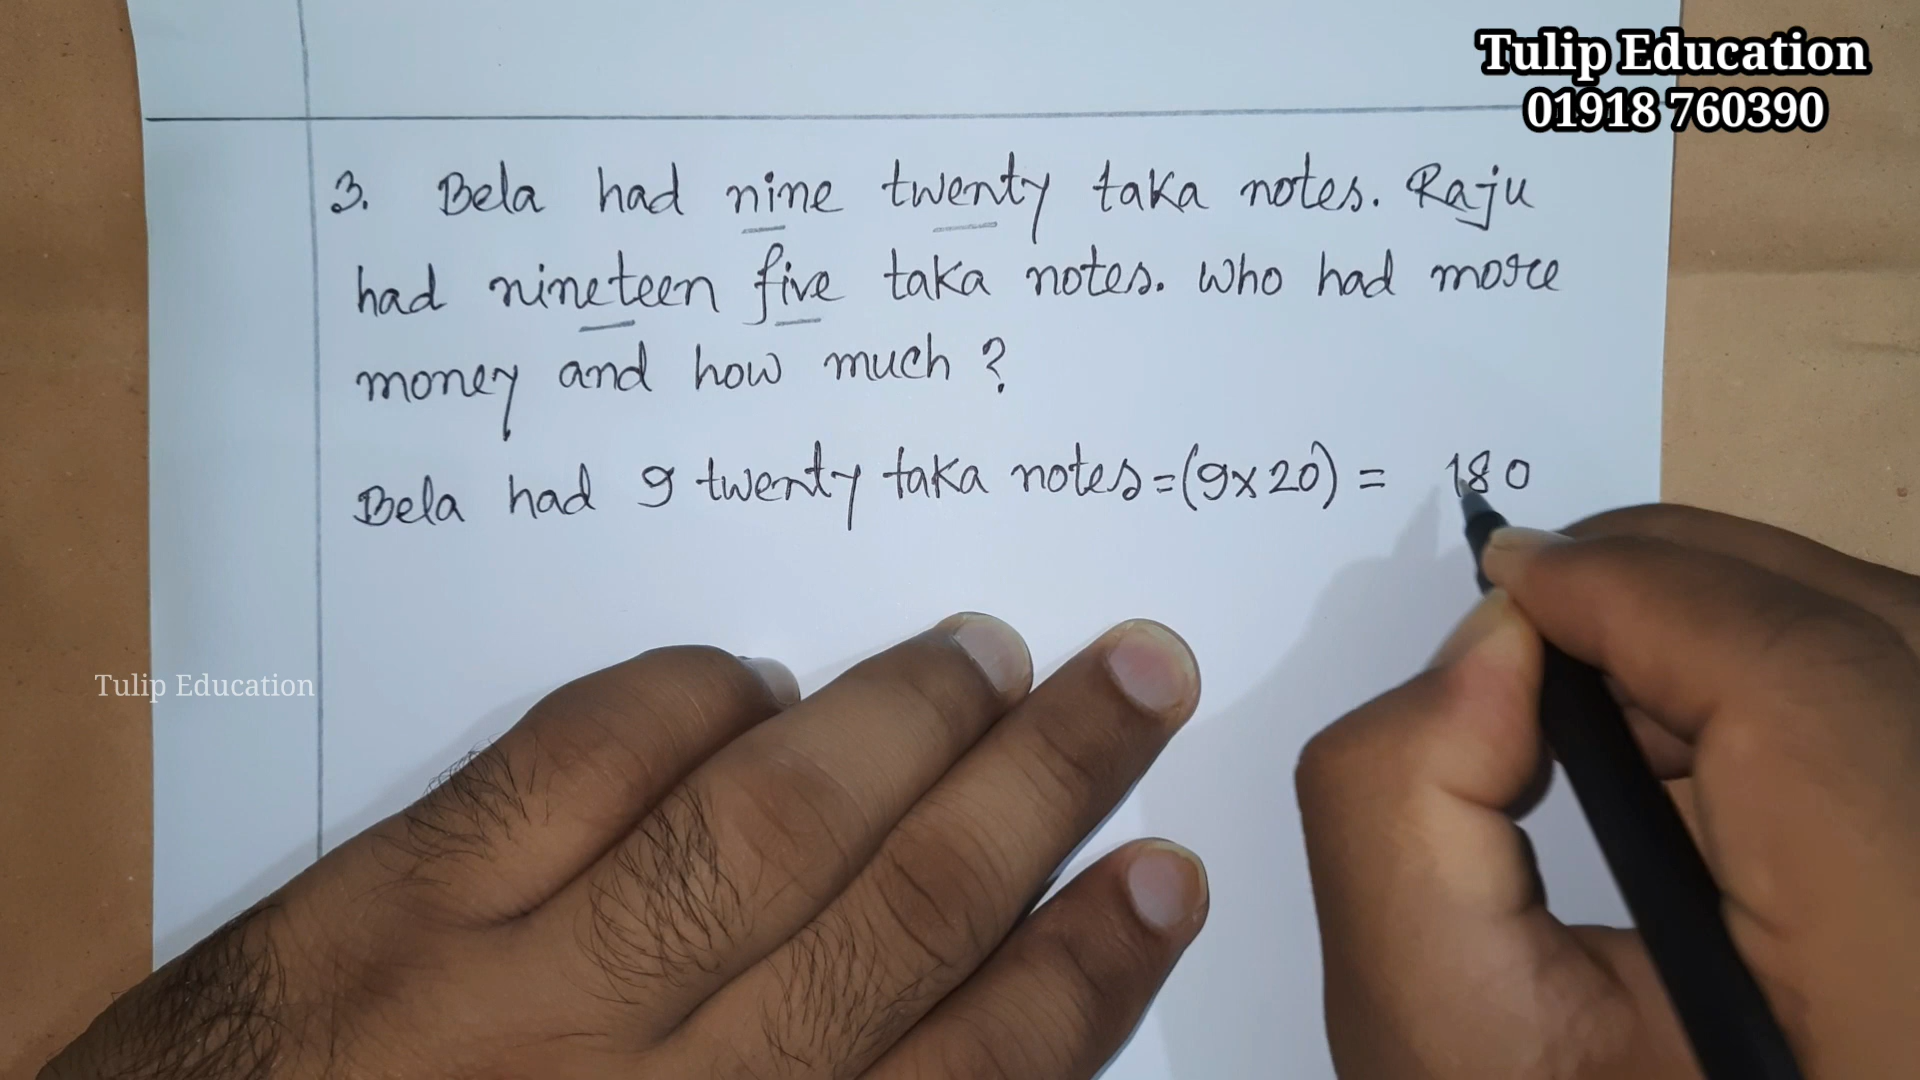 Tulip Education
01918 760390
3. Bela had nine twenty taka notes. Raju
had nineteen five taka notes. Who had more
money and how much ?
Bela had 9 twenty taka notes=(9x20) = 180
Tulip Education